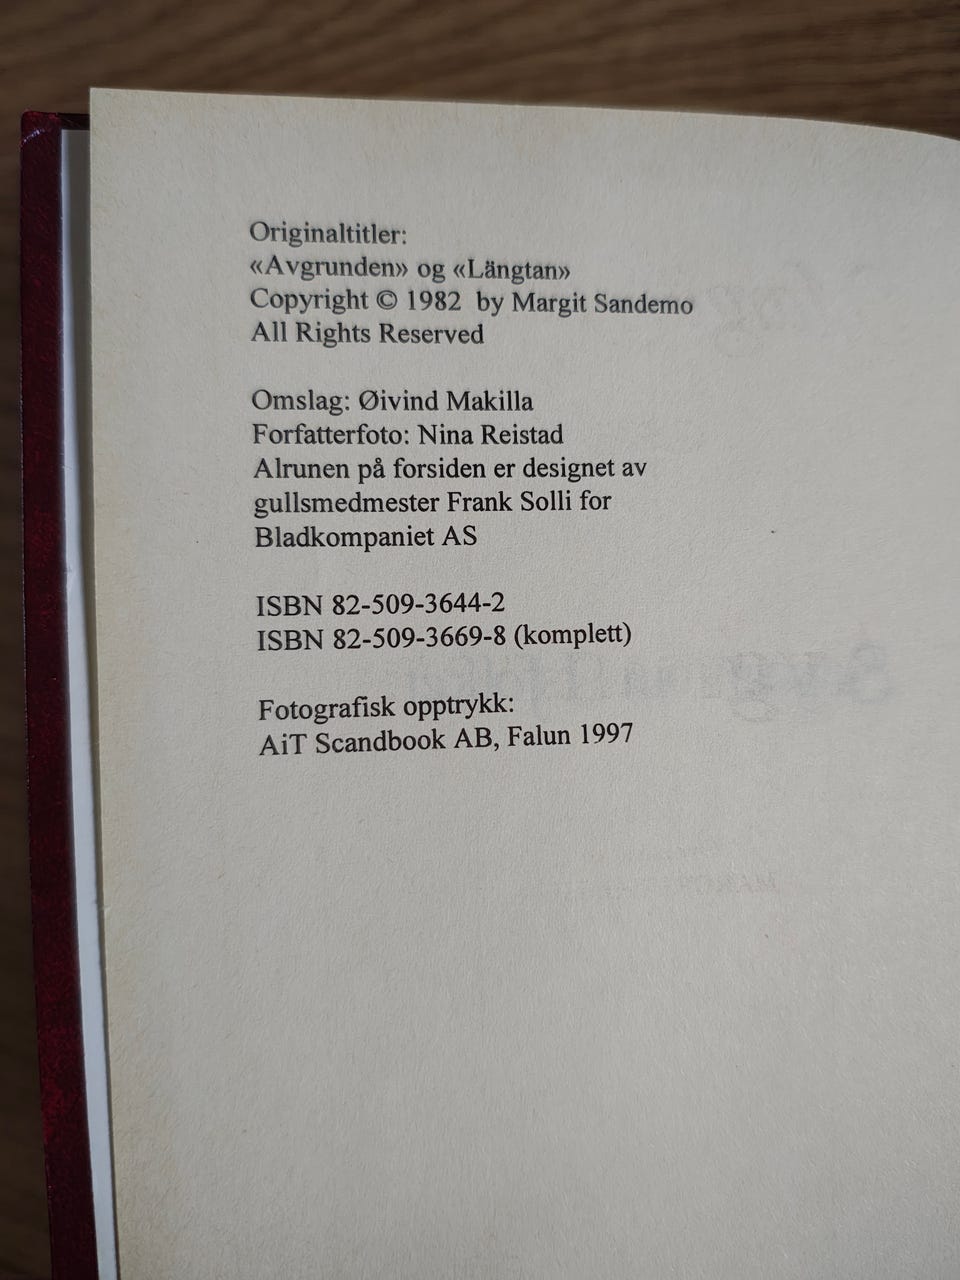 Originaltitler:
«Avgrunden» og «Längtan»
Copyright © 1982 by Margit Sandemo
All Rights Reserved
Omslag: Øivind Makilla
Forfatterfoto: Nina Reistad
Alrunen på forsiden er designet av
gullsmedmester Frank Solli for
Bladkompaniet AS
ISBN 82-509-3644-2
ISBN 82-509-3669-8 (komplett)
Fotografisk opptrykk:
AiT Scandbook AB, Falun 1997